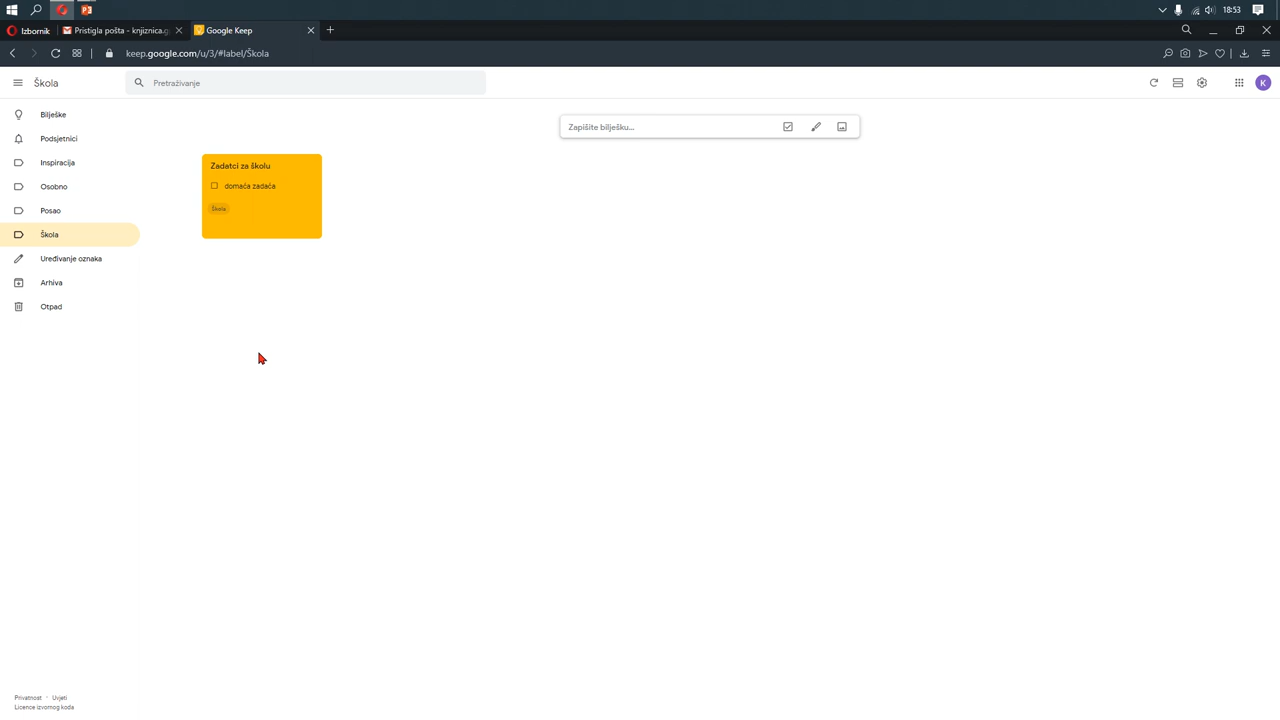 18:53
Izbornik
Pristigla pošta - knjiznica.g
Google Keep
keep.google.com/u/3/#label/Škola
Škola
Pretraživanje
K
Bilješke
Zapišite bilješku...
Podsjetnici
Inspiracija
Zadatci za školu
Osobno
domaća zadaća
Posao
Škola
Škola
Uređivanje oznaka
Arhiva
Otpad
Privatnost · Uvjeti
Licence izvornog koda